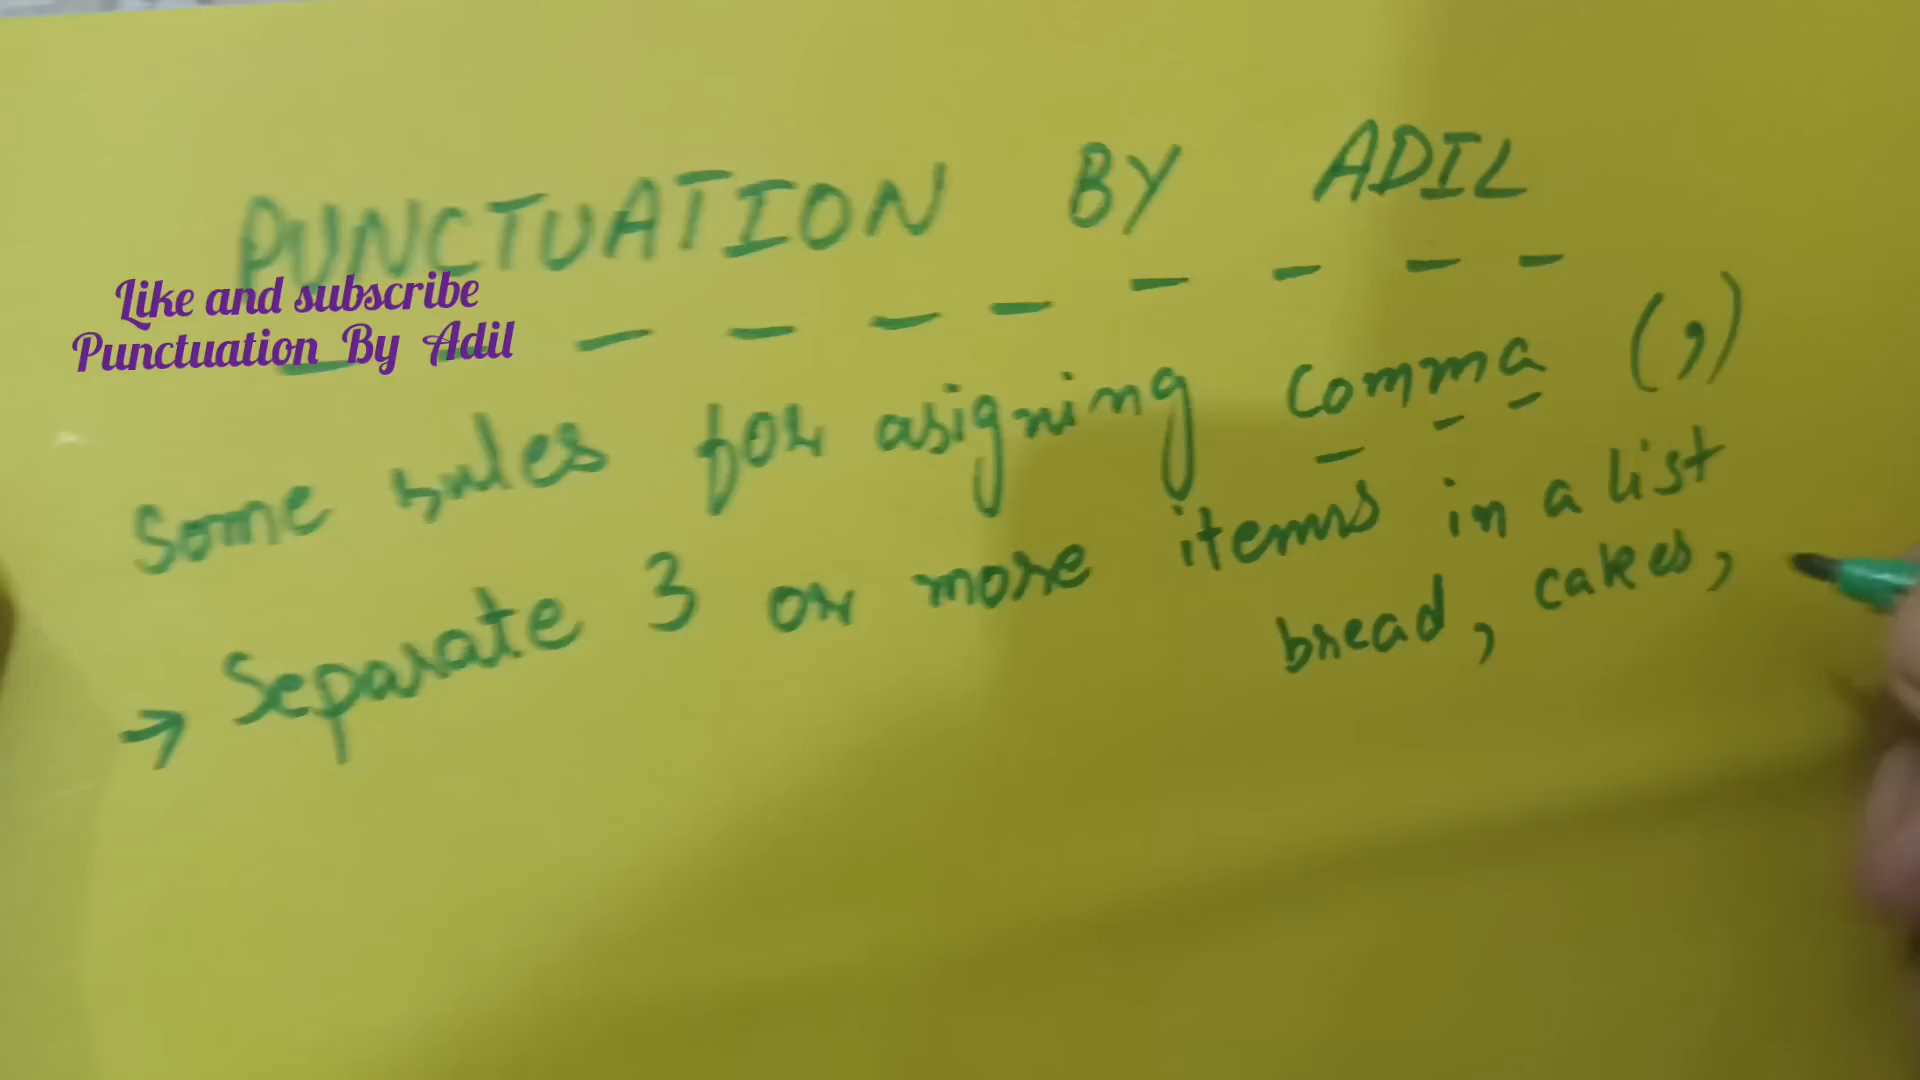 PUNCTUATION BY ADIL
Like and subscribe
Punctuation By Adil
Some rules for asigning comma (,)
→ Separate 3 or more items in a list
bread, cakes,